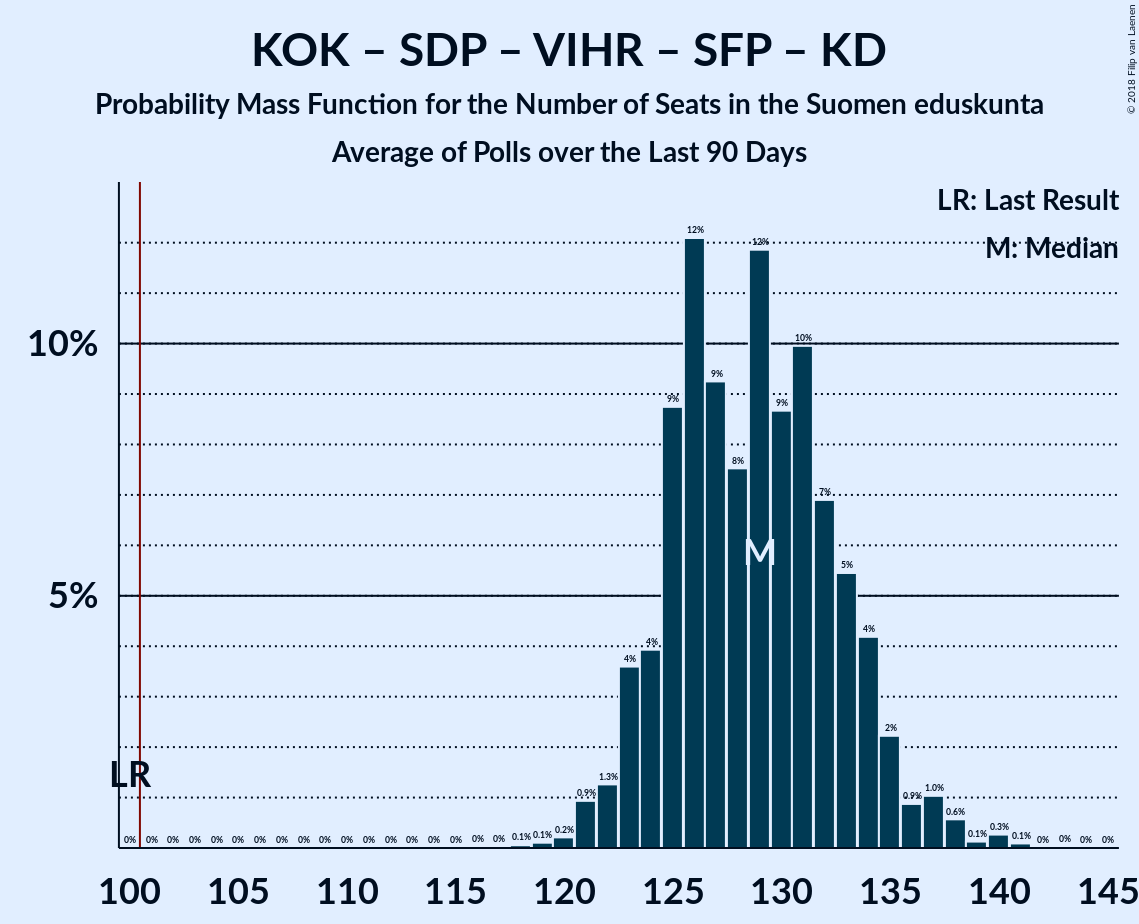 KOK – SDP – VIHR – SFP – KD
Probability Mass Function for the Number of Seats in the Suomen eduskunta
Average of Polls over the Last 90 Days
© 2018 Filip van Laenen
LR: Last Result
M: Median
10%
5%
LR
M
0% 0% 0% 0% 0% 0% 0% 0% 0% 0% 0% 0% 0% 0% 0% 0% 0% 0% 0.1% 0.1% 0.2% 0.9% 1.3% 4% 4% 9% 12% 9% 8% 12% 9% 10% 7% 5% 4% 2% 0.9% 1.0% 0.6% 0.1% 0.3% 0.1% 0% 0% 0% 0%
100 105 110 115 120 125 130 135 140 145